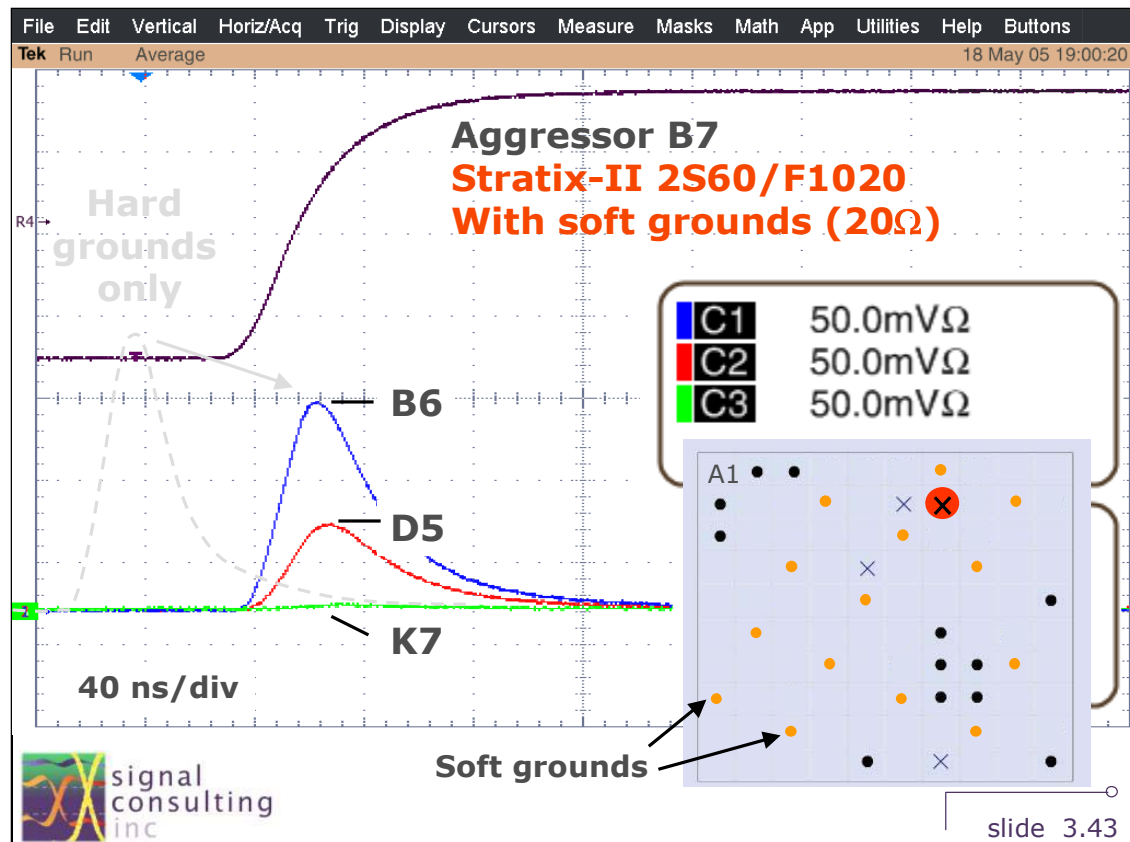 File Edit Vertical Horiz/Acq Trig Display Cursors Measure Masks Math App Utilities Help Buttons
Tek Run Average 18 May 05 19:00:20
Aggressor B7
Stratix-II 2S60/F1020
With soft grounds (20Ω)
Hard
grounds
only
R4
C1 50.0mVΩ
C2 50.0mVΩ
C3 50.0mVΩ
B6
D5
K7
1
A1
40 ns/div
Soft grounds
signal
consulting
inc
slide 3.43